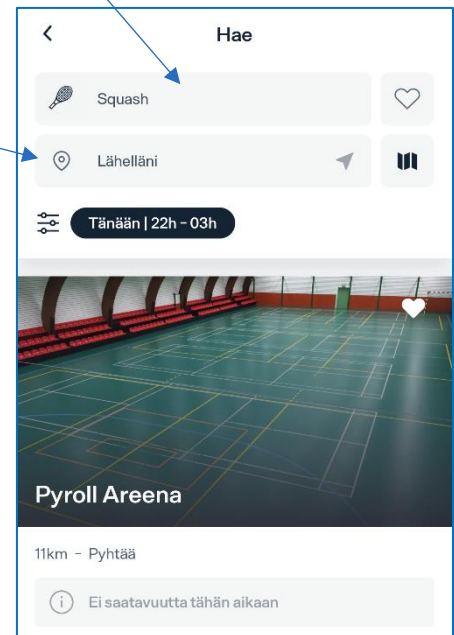 Hae
Squash
Lähelläni
Tänään | 22h – 03h
Pyroll Areena
11km - Pyhtää
Ei saatavuutta tähän aikaan